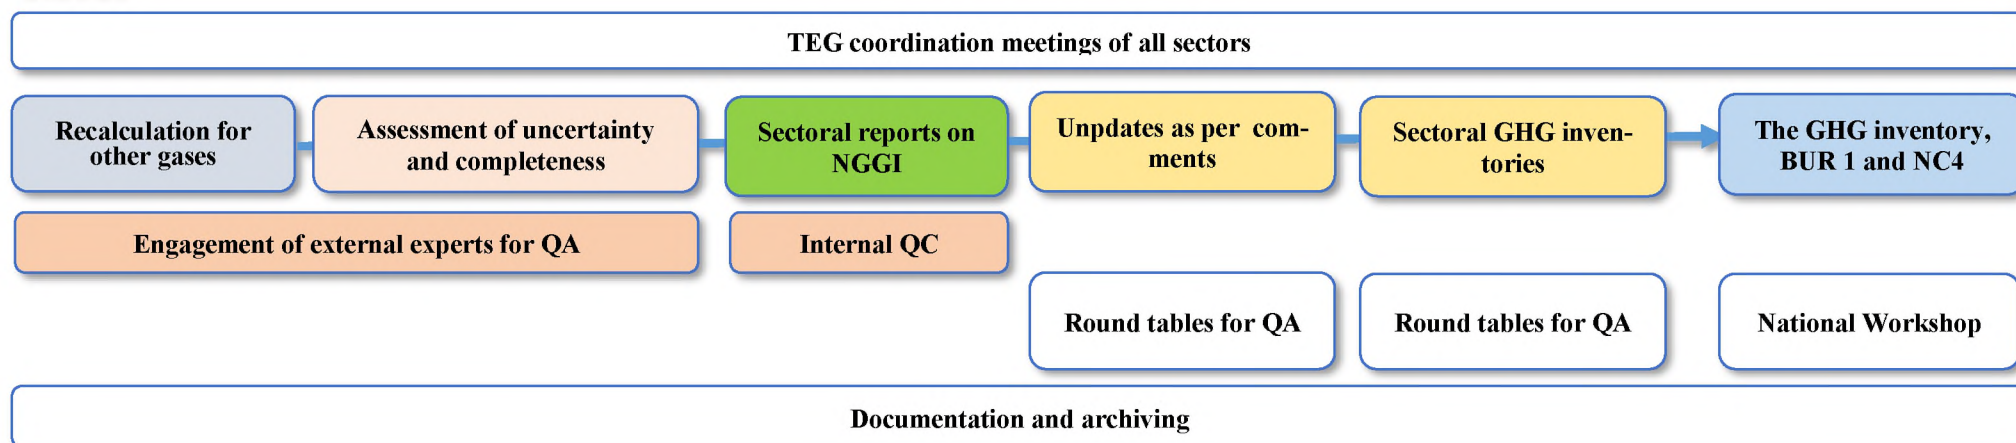 TEG coordination meetings of all sectors
Recalculation for
other gases
Assessment of uncertainty
and completeness
Sectoral reports on
NGGI
Unpdates as per com-
ments
Sectoral GHG inven-
tories
The GHG inventory,
BUR 1 and NC4
Engagement of external experts for QA
Internal QC
Round tables for QA
Round tables for QA
National Workshop
Documentation and archiving